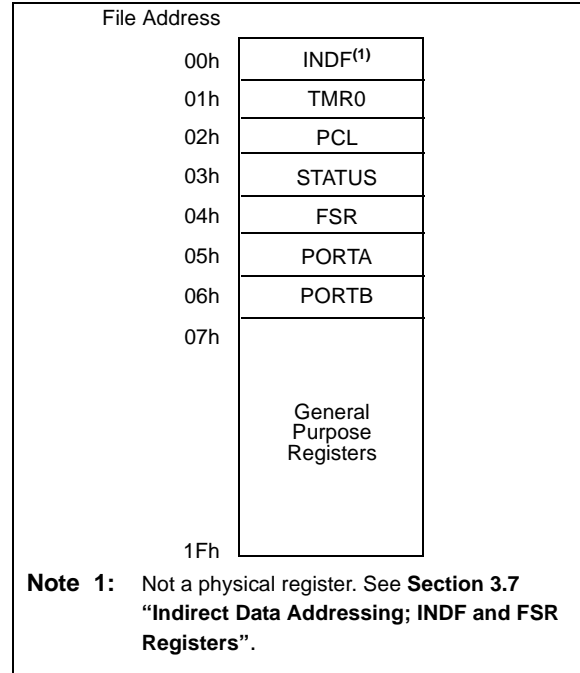 File Address
00h INDF(1)
01h TMR0
02h PCL
03h STATUS
04h FSR
05h PORTA
06h PORTB
07h
General
Purpose
Registers
1Fh
Note 1: Not a physical register. See Section 3.7
“Indirect Data Addressing; INDF and FSR
Registers”.